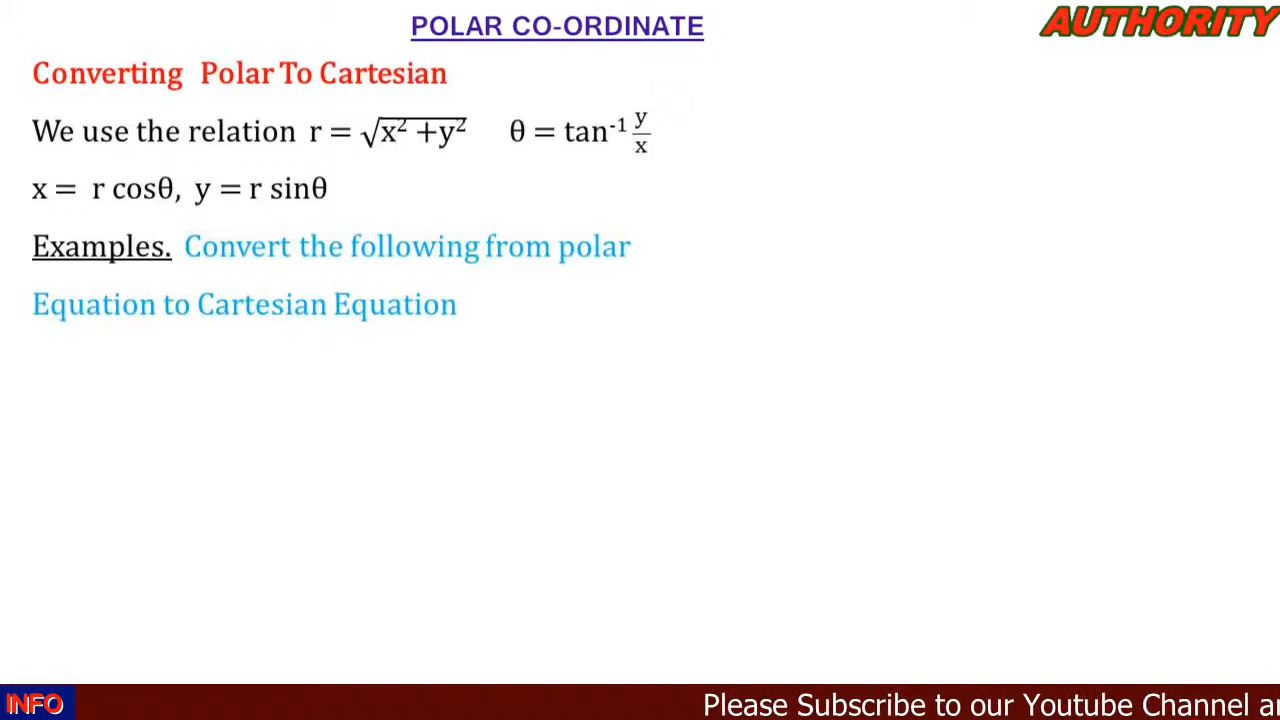 POLAR CO-ORDINATE
AUTHORITY
Converting Polar To Cartesian
We use the relation r = √x² +y² θ = tan⁻¹ y/x
x = r cosθ, y = r sinθ
Examples. Convert the following from polar
Equation to Cartesian Equation
INFO
Please Subscribe to our Youtube Channel a